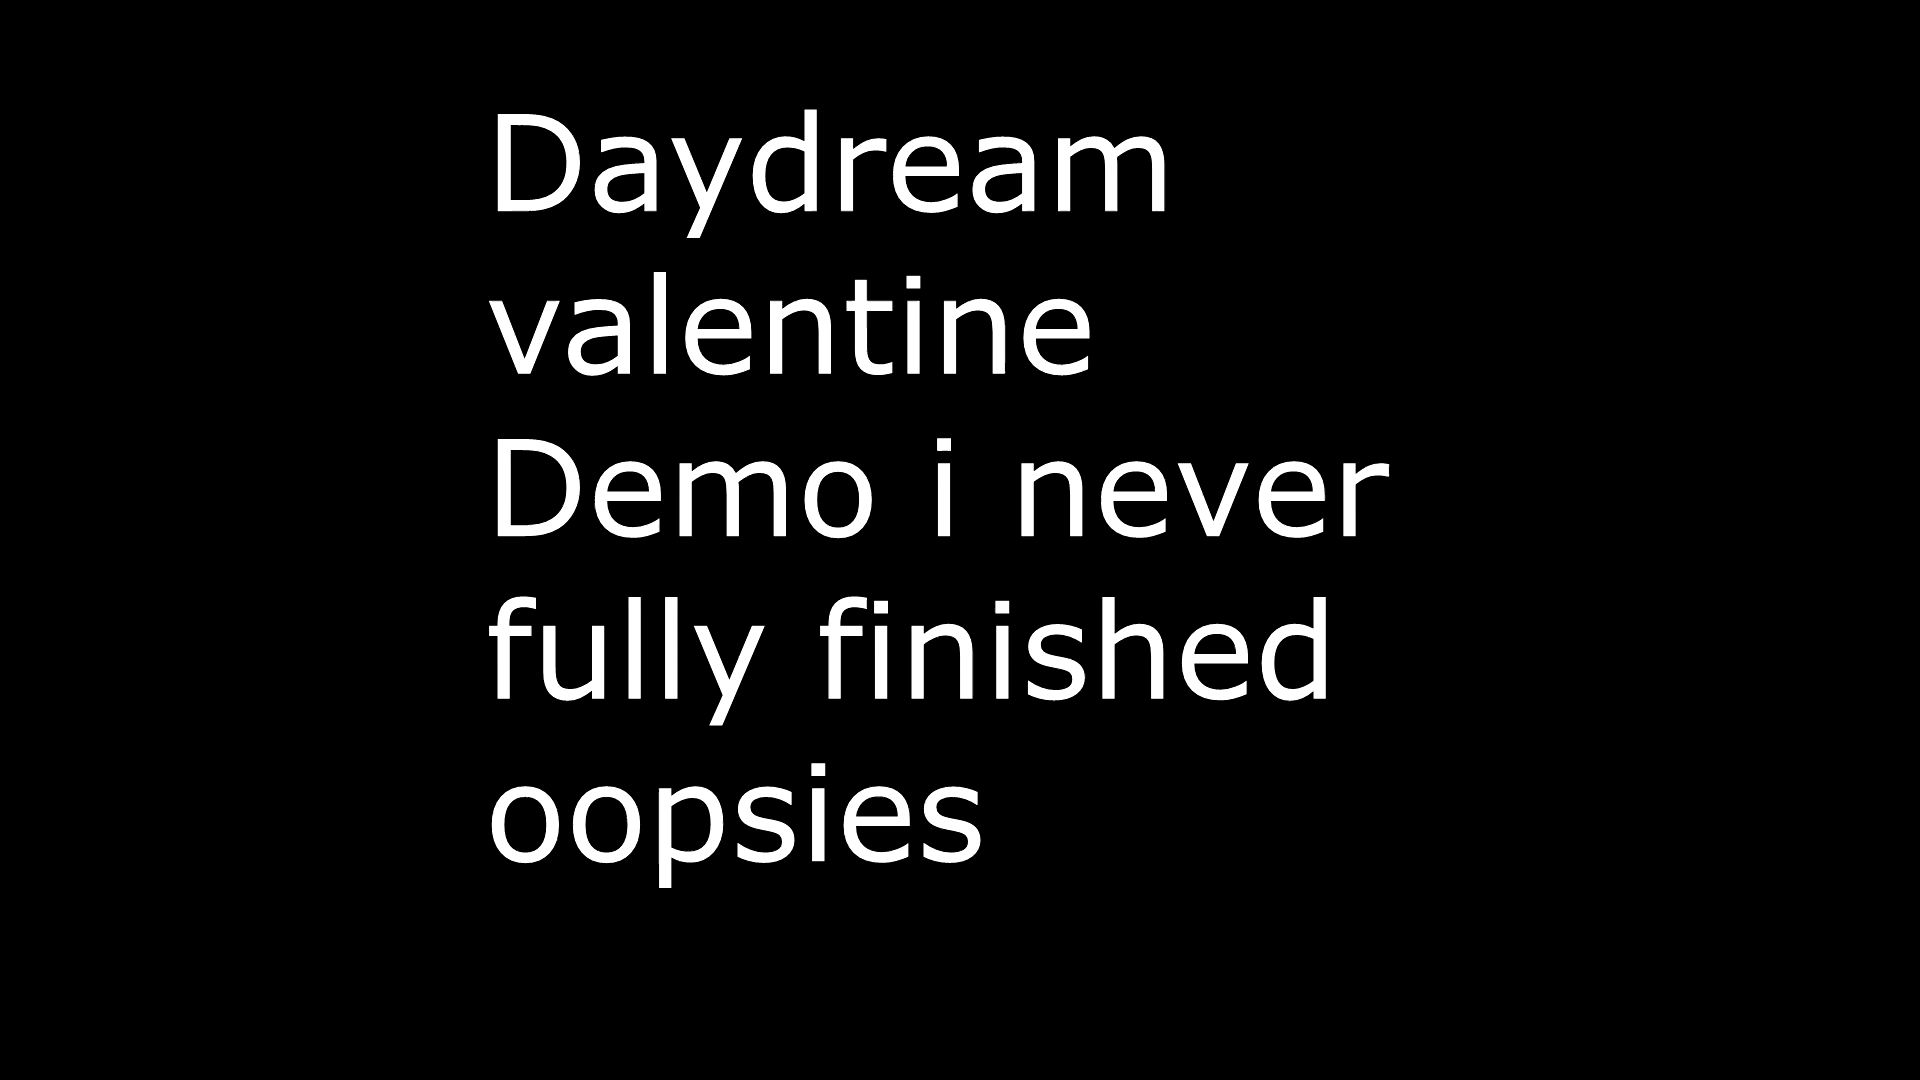 Daydream
valentine
Demo i never
fully finished
oopsies